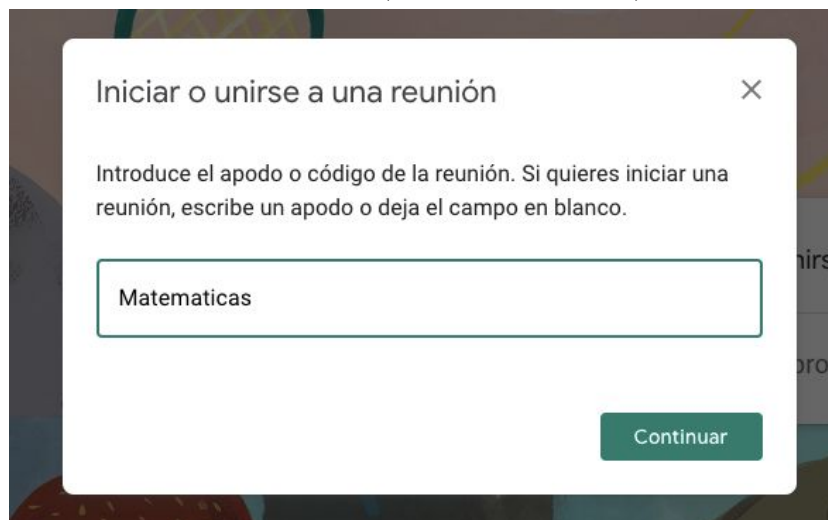 Iniciar o unirse a una reunión
Introduce el apodo o código de la reunión. Si quieres iniciar una
reunión, escribe un apodo o deja el campo en blanco.
Matematicas
Continuar